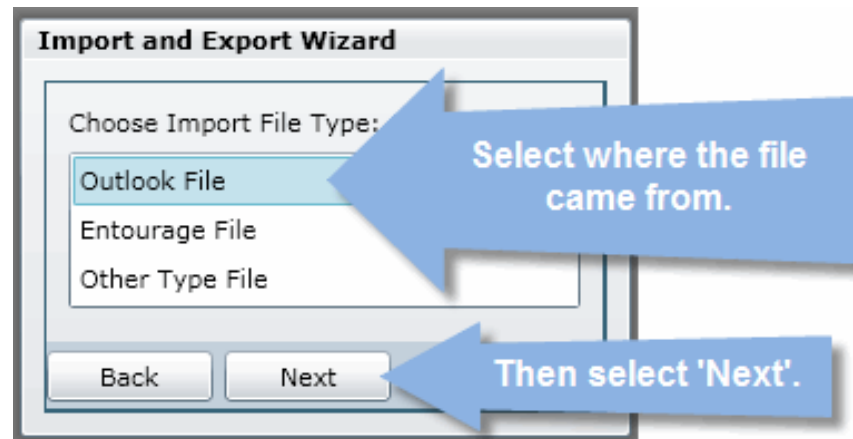 Import and Export Wizard
Choose Import File Type:
Select where the file
came from.
Outlook File
Entourage File
Other Type File
Back
Next
Then select 'Next'.